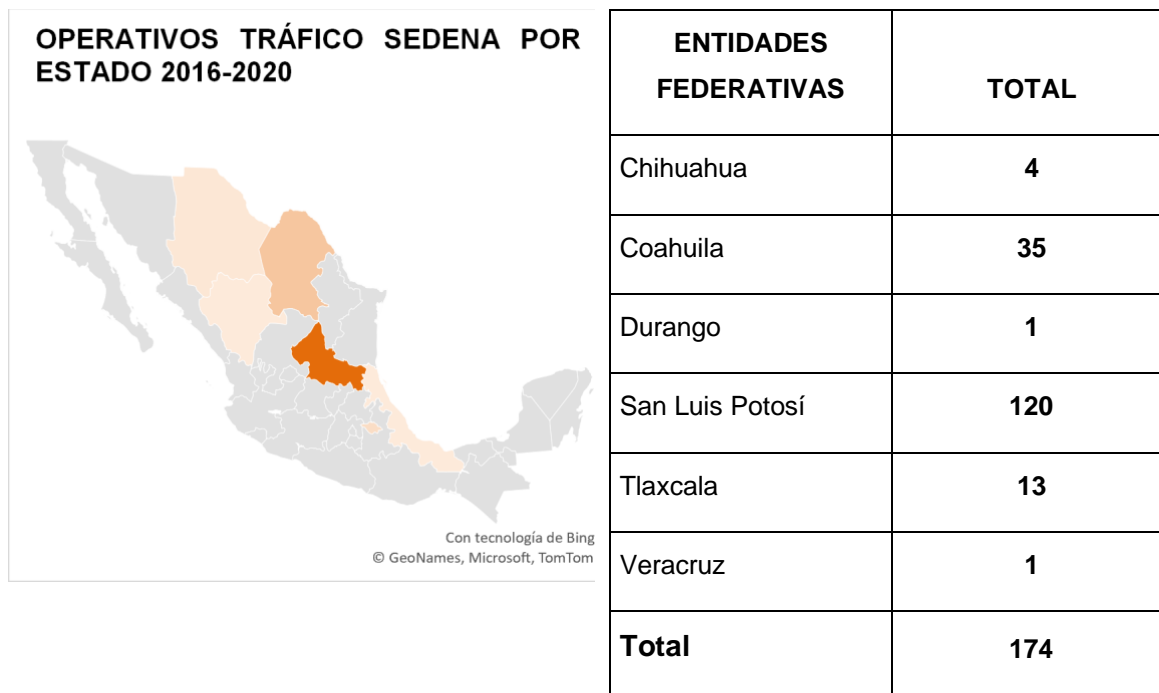 OPERATIVOS TRÁFICO SEDENA POR
ESTADO 2016-2020
Con tecnología de Bing
© GeoNames, Microsoft, TomTom
ENTIDADES
FEDERATIVAS TOTAL
Chihuahua 4
Coahuila 35
Durango 1
San Luis Potosí 120
Tlaxcala 13
Veracruz 1
Total 174